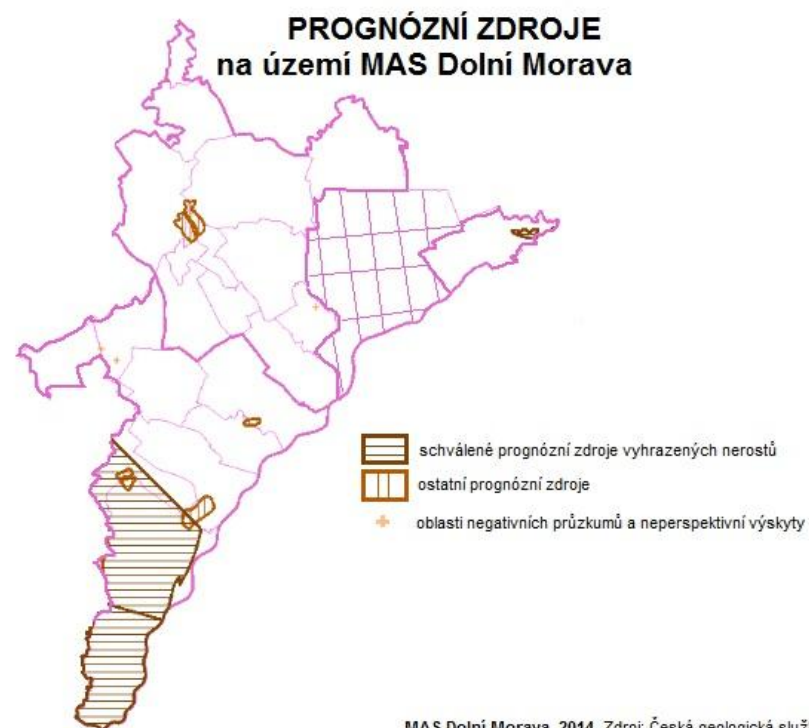 PROGNÓZNÍ ZDROJE
na území MAS Dolní Morava
schválené prognózní zdroje vyhrazených nerostů
ostatní prognózní zdroje
oblasti negativních průzkumů a neperspektivní výskyty
MAS Dolní Morava, 2014, Zdroj: Česká geologická